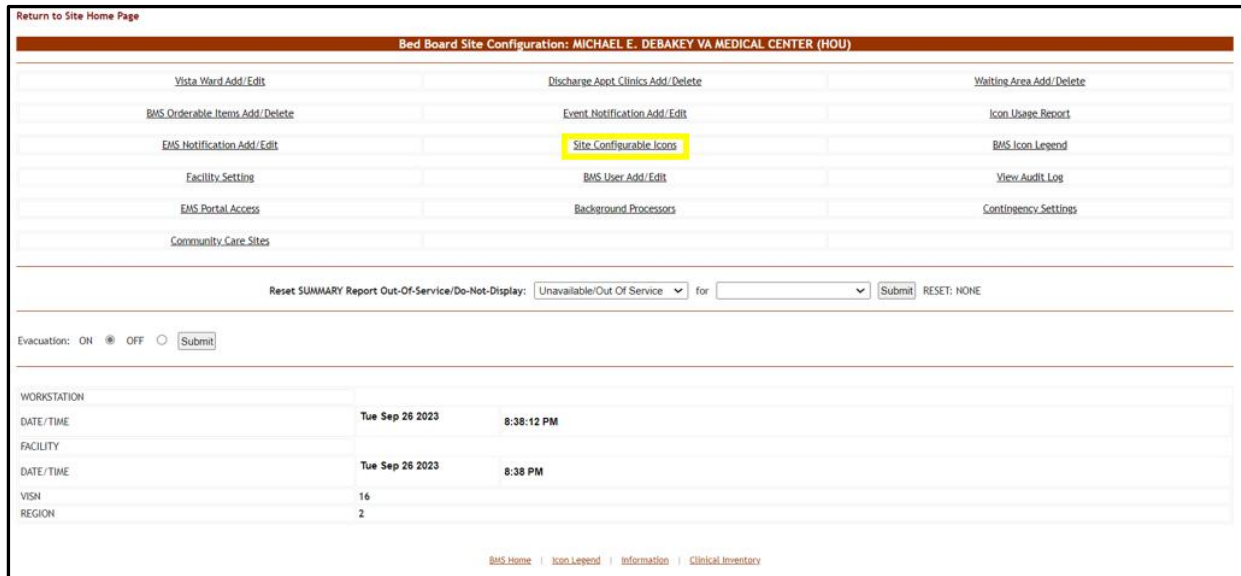 Return to Site Home Page
Bed Board Site Configuration: MICHAEL E. DEBAKEY VA MEDICAL CENTER (HOU)
Vista Ward Add/Edit Discharge Appt Clinics Add/Delete Waiting Area Add/Delete
BMS Orderable Items Add/Delete Event Notification Add/Edit Icon Usage Report
EMS Notification Add/Edit Site Configurable Icons BMS Icon Legend
Facility Setting BMS User Add/Edit View Audit Log
EMS Portal Access Background Processors Contingency Settings
Community Care Sites
Reset SUMMARY Report Out-Of-Service/Do-Not-Display: Unavailable/Out Of Service for Submit RESET: NONE
Evacuation: ON OFF Submit
WORKSTATION
DATE/TIME Tue Sep 26 2023 8:38:12 PM
FACILITY
DATE/TIME Tue Sep 26 2023 8:38 PM
VISN 16
REGION 2
BMS Home | Icon Legend | Information | Clinical Inventory